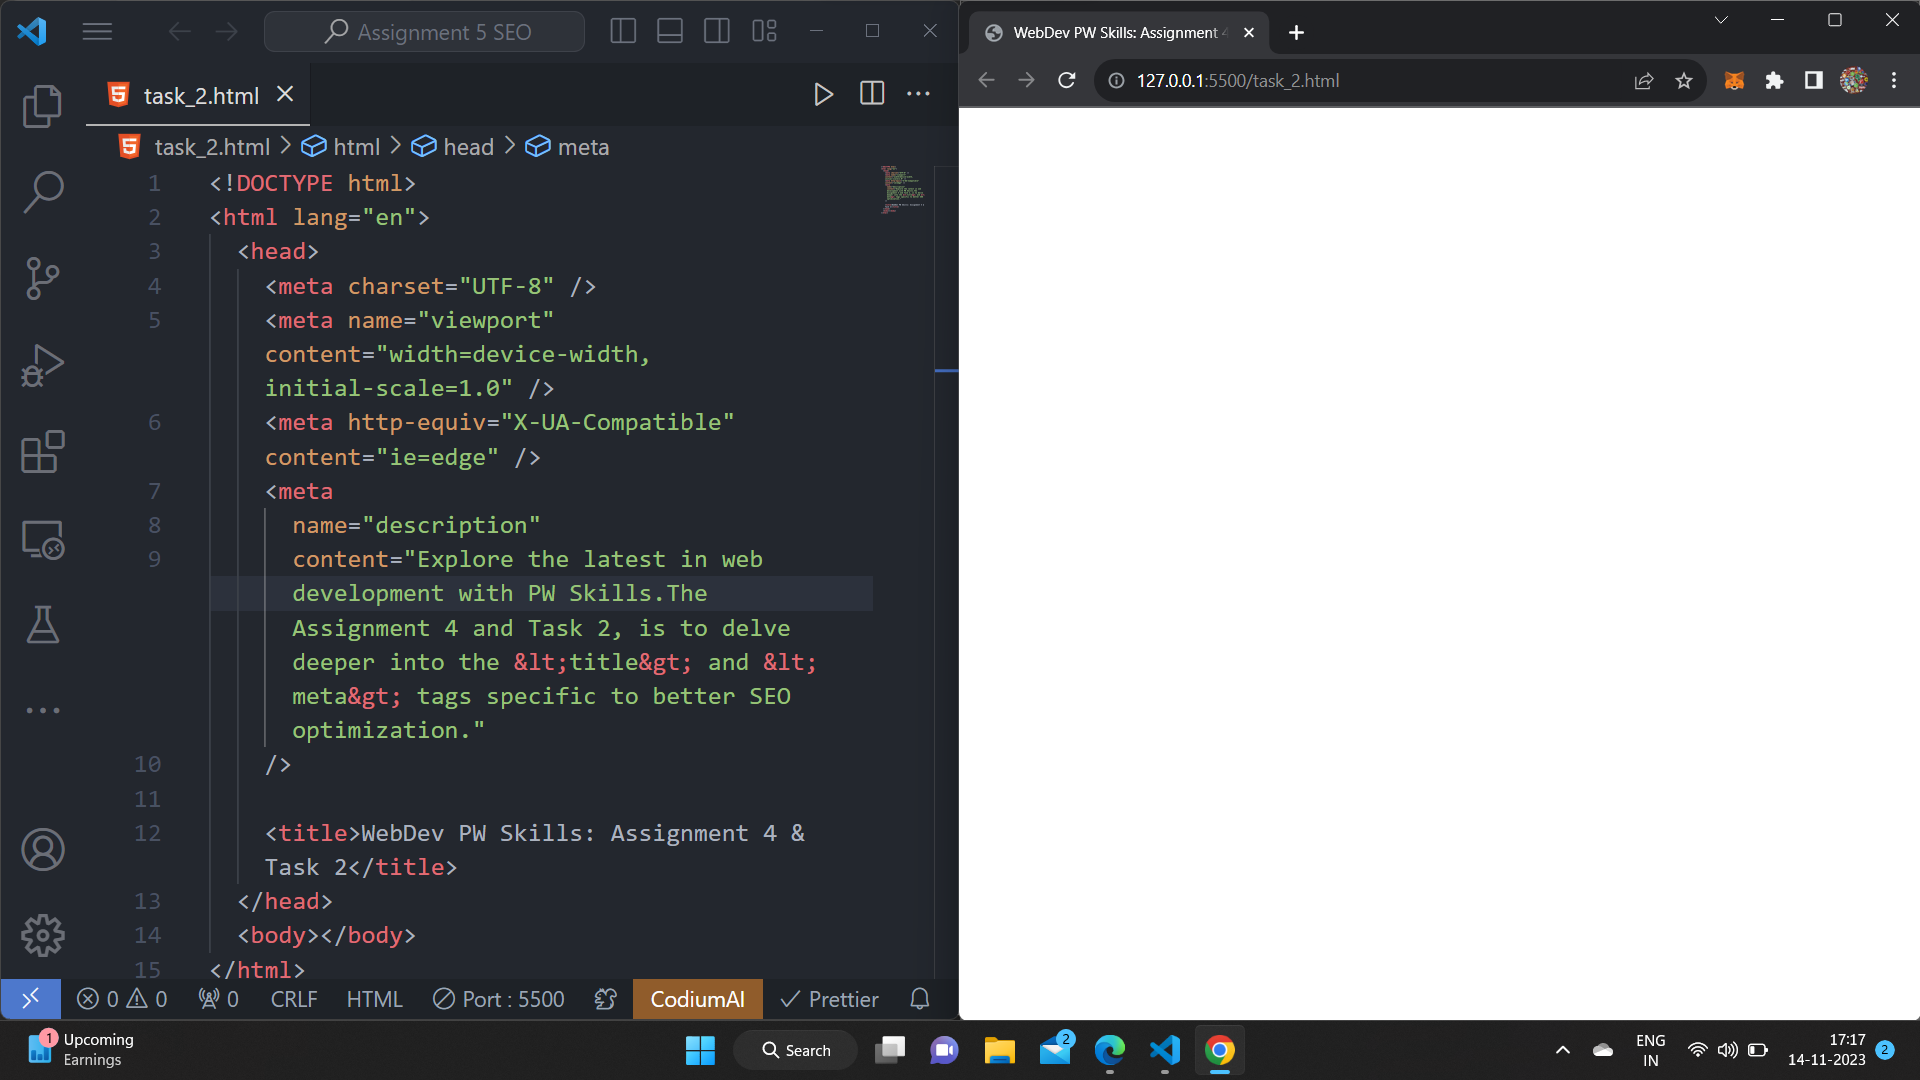 Assignment 5 SEO
task_2.html
task_2.html > html > head > meta
1 <!DOCTYPE html>
2 <html lang="en">
3 <head>
4 <meta charset="UTF-8" />
5 <meta name="viewport"
content="width=device-width,
initial-scale=1.0" />
6 <meta http-equiv="X-UA-Compatible"
content="ie=edge" />
7 <meta
8 name="description"
9 content="Explore the latest in web
development with PW Skills.The
Assignment 4 and Task 2, is to delve
deeper into the &lt;title&gt; and &lt;
meta&gt; tags specific to better SEO
optimization."
10 />
11
12 <title>WebDev PW Skills: Assignment 4 &
Task 2</title>
13 </head>
14 <body></body>
15 </html>
0 0 0 CRLF HTML Port : 5500 CodiumAI Prettier
WebDev PW Skills: Assignment 4
127.0.0.1:5500/task_2.html
1 Upcoming
Earnings
Search
2
ENG
IN
17:17
14-11-2023
2